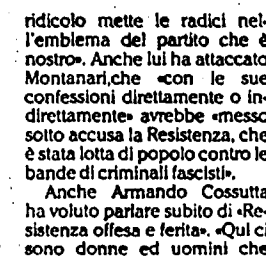 ridicolo mette le radici nel-
l'emblema del partito che è
nostro». Anche lui ha attaccato
Montanari,che «con le sue
confessioni direttamente o in-
direttamente» avrebbe «messo
sotto accusa la Resistenza, che
è stata lotta di popolo contro le
bande di criminali fascisti».
Anche Armando Cossutta
ha voluto parlare subito di «Re-
sistenza offesa e ferita». «Qui ci
sono donne ed uomini che